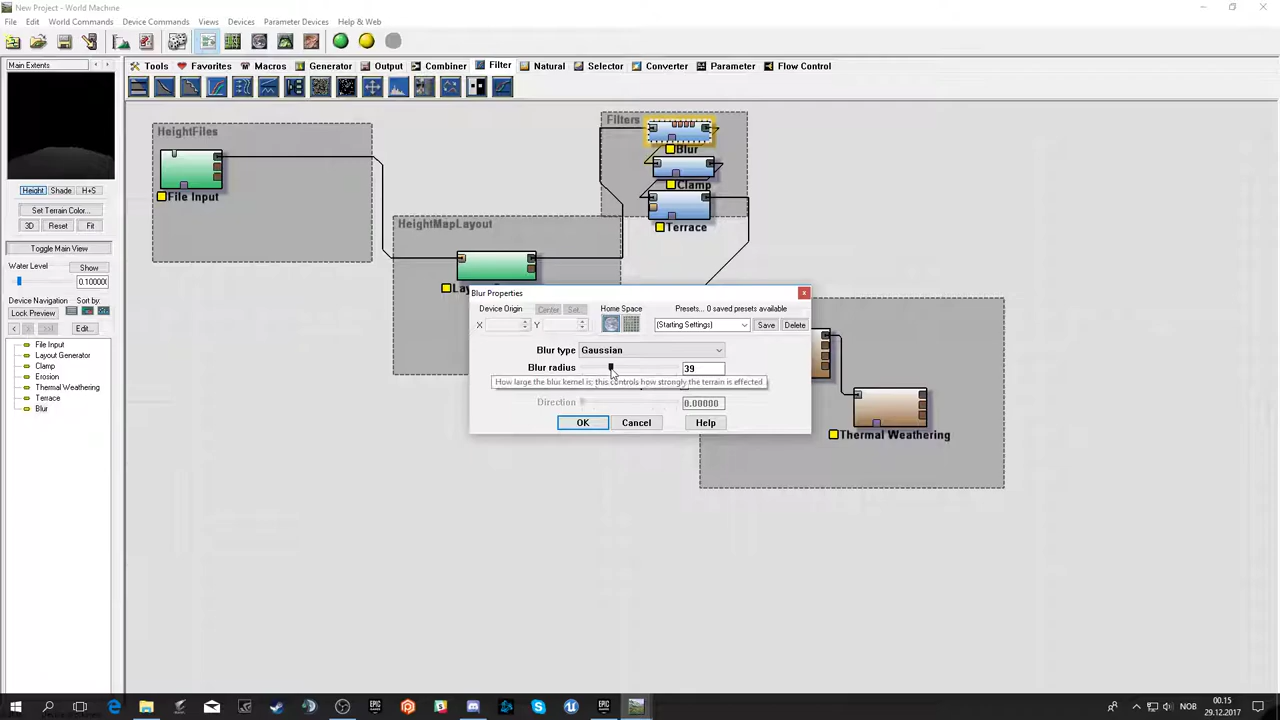 New Project - World Machine
File Edit World Commands Device Commands Views Devices Parameter Devices Help & Web
Main Extents
Tools Favorites Macros Generator Output Combiner Filter Natural Selector Converter Parameter Flow Control
Height Shade H+S
Set Terrain Color...
3D Reset Fit
Toggle Main View
Water Level Show
0.10000
Device Navigation Sort by:
Lock Preview
Edit...
File Input
Layout Generator
Clamp
Erosion
Thermal Weathering
Terrace
Blur
HeightFiles
File Input
HeightMapLayout
Filters
Blur
Clamp
Terrace
Thermal Weathering
Blur Properties
Device Origin Center Set.. Home Space Presets... 0 saved presets available
X Y (Starting Settings) Save Delete
Blur type Gaussian
Blur radius 39
How large the blur kernel is; this controls how strongly the terrain is effected
Direction 0.00000
OK Cancel Help
NOB
00.15
29.12.2017